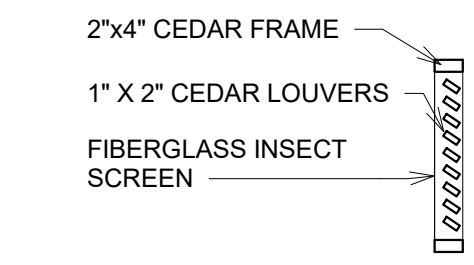 2"x4" CEDAR FRAME
1" X 2" CEDAR LOUVERS
FIBERGLASS INSECT
SCREEN